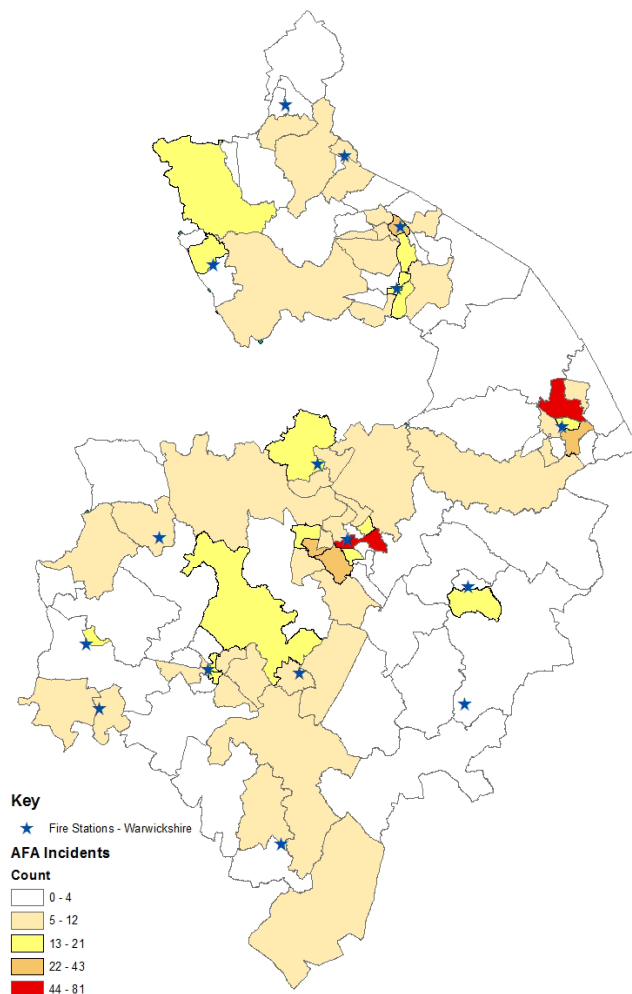 Key
Fire Stations - Warwickshire
AFA Incidents
Count
0 - 4
5 - 12
13 - 21
22 - 43
44 - 81